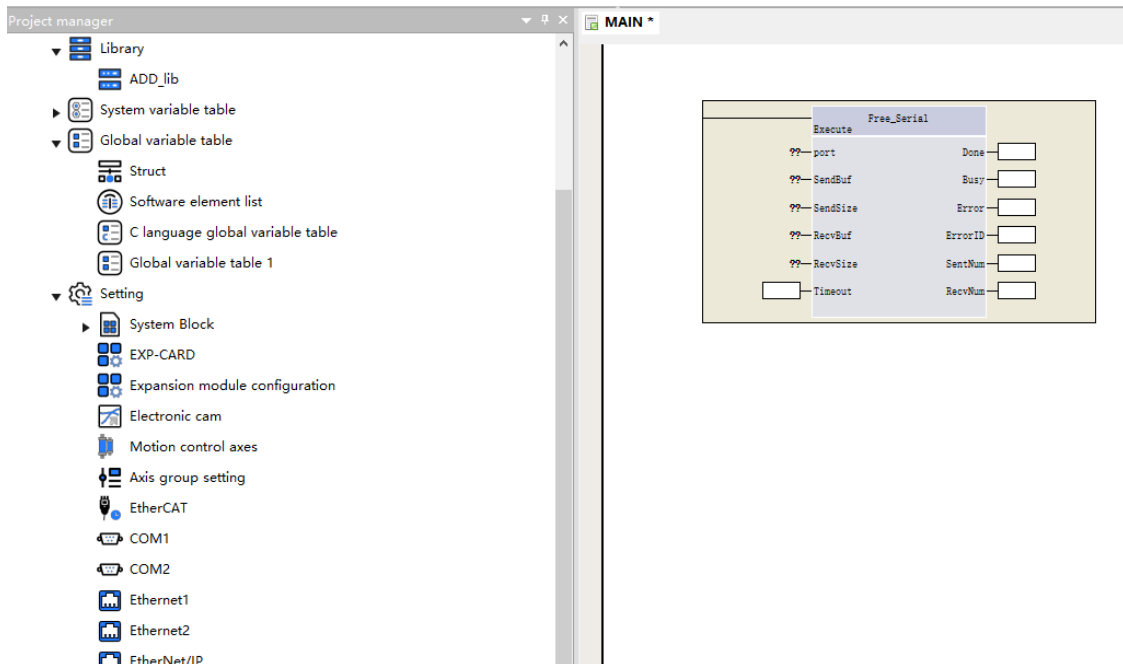 Project manager
Library
ADD_lib
System variable table
Global variable table
Struct
Software element list
C language global variable table
Global variable table 1
Setting
System Block
EXP-CARD
Expansion module configuration
Electronic cam
Motion control axes
Axis group setting
EtherCAT
COM1
COM2
Ethernet1
Ethernet2
EtherNet/IP
MAIN *
Free_Serial
Execute
??
port
Done
??
SendBuf
Busy
??
SendSize
Error
??
RecvBuf
ErrorID
??
RecvSize
SentNum
Timeout
RecvNum